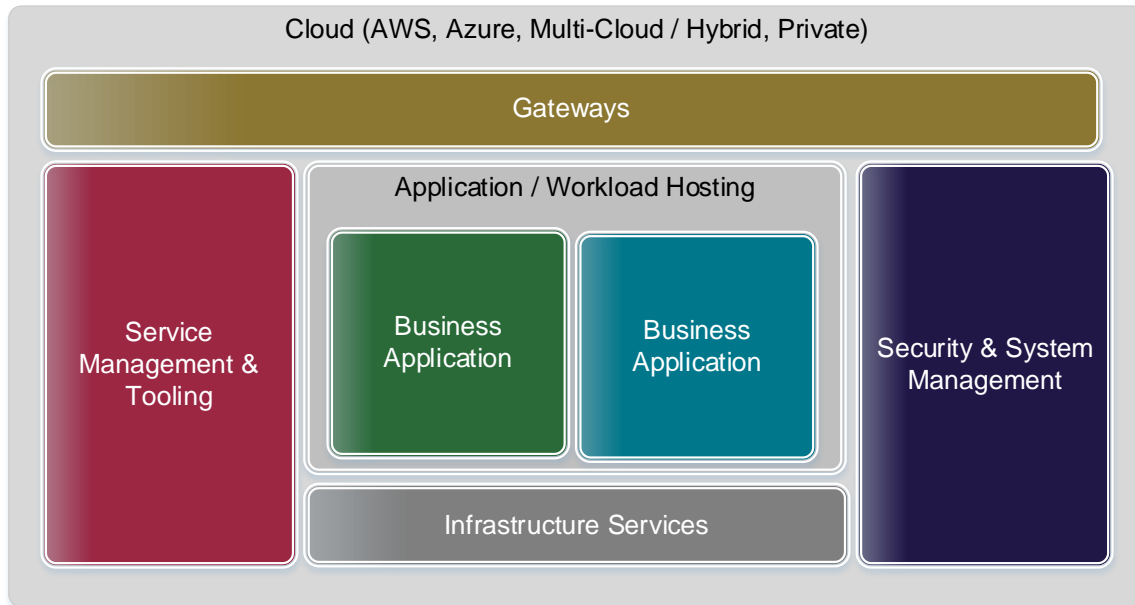 Cloud (AWS, Azure, Multi-Cloud / Hybrid, Private)
Gateways
Application / Workload Hosting
Service
Management &
Tooling
Business
Application
Business
Application
Security & System
Management
Infrastructure Services